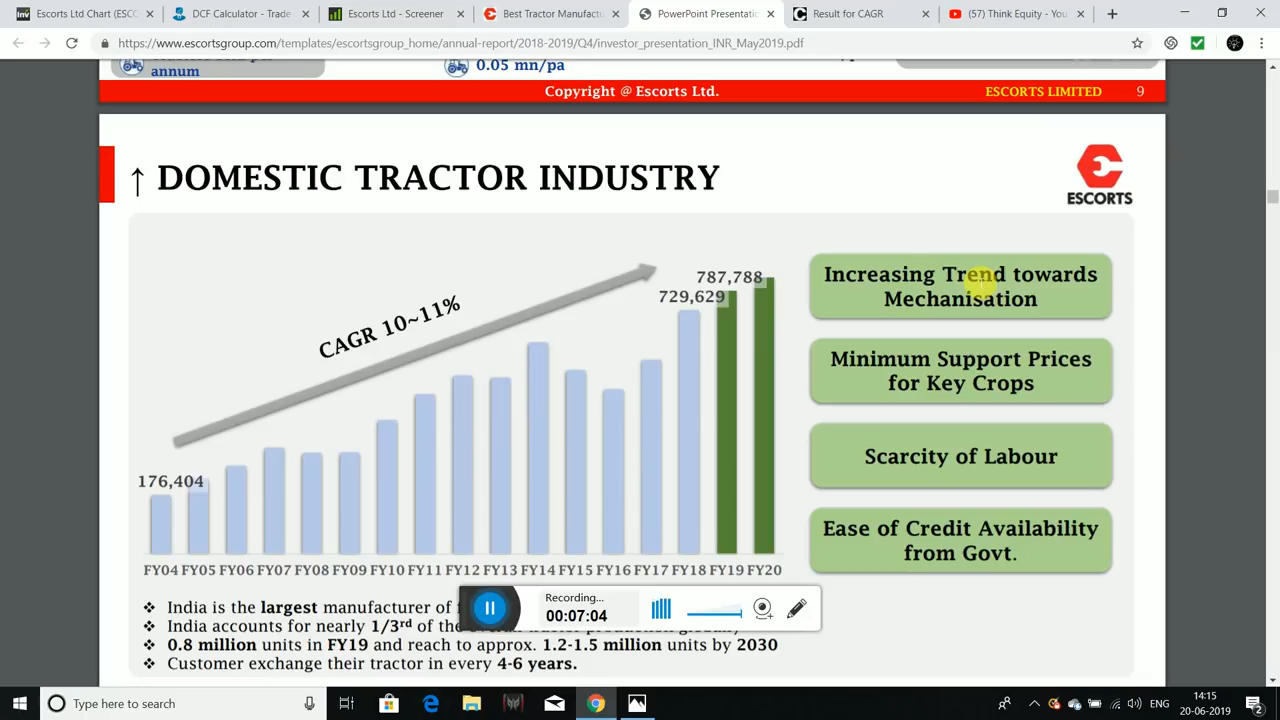 Escorts Ltd Chart (ESC
DCF Calculator - Trade
Escorts Ltd - Screener
Best Tractor Manufactu
PowerPoint Presentatio
Result for CAGR
(57) Think Equity - You
https://www.escortsgroup.com/templates/escortsgroup_home/annual-report/2018-2019/Q4/investor_presentation_INR_May2019.pdf
annum
0.05 mn/pa
Copyright @ Escorts Ltd.
ESCORTS LIMITED 9
↑ DOMESTIC TRACTOR INDUSTRY
ESCORTS
CAGR 10~11%
787,788
729,629
176,404
FY04 FY05 FY06 FY07 FY08 FY09 FY10 FY11 FY12 FY13 FY14 FY15 FY16 FY17 FY18 FY19 FY20
Increasing Trend towards
Mechanisation
Minimum Support Prices
for Key Crops
Scarcity of Labour
Ease of Credit Availability
from Govt.
❖ India is the largest manufacturer of
❖ India accounts for nearly 1/3rd of the
❖ 0.8 million units in FY19 and reach to approx. 1.2-1.5 million units by 2030
❖ Customer exchange their tractor in every 4-6 years.
Recording...
00:07:04
Type here to search
ENG
14:15
20-06-2019
2